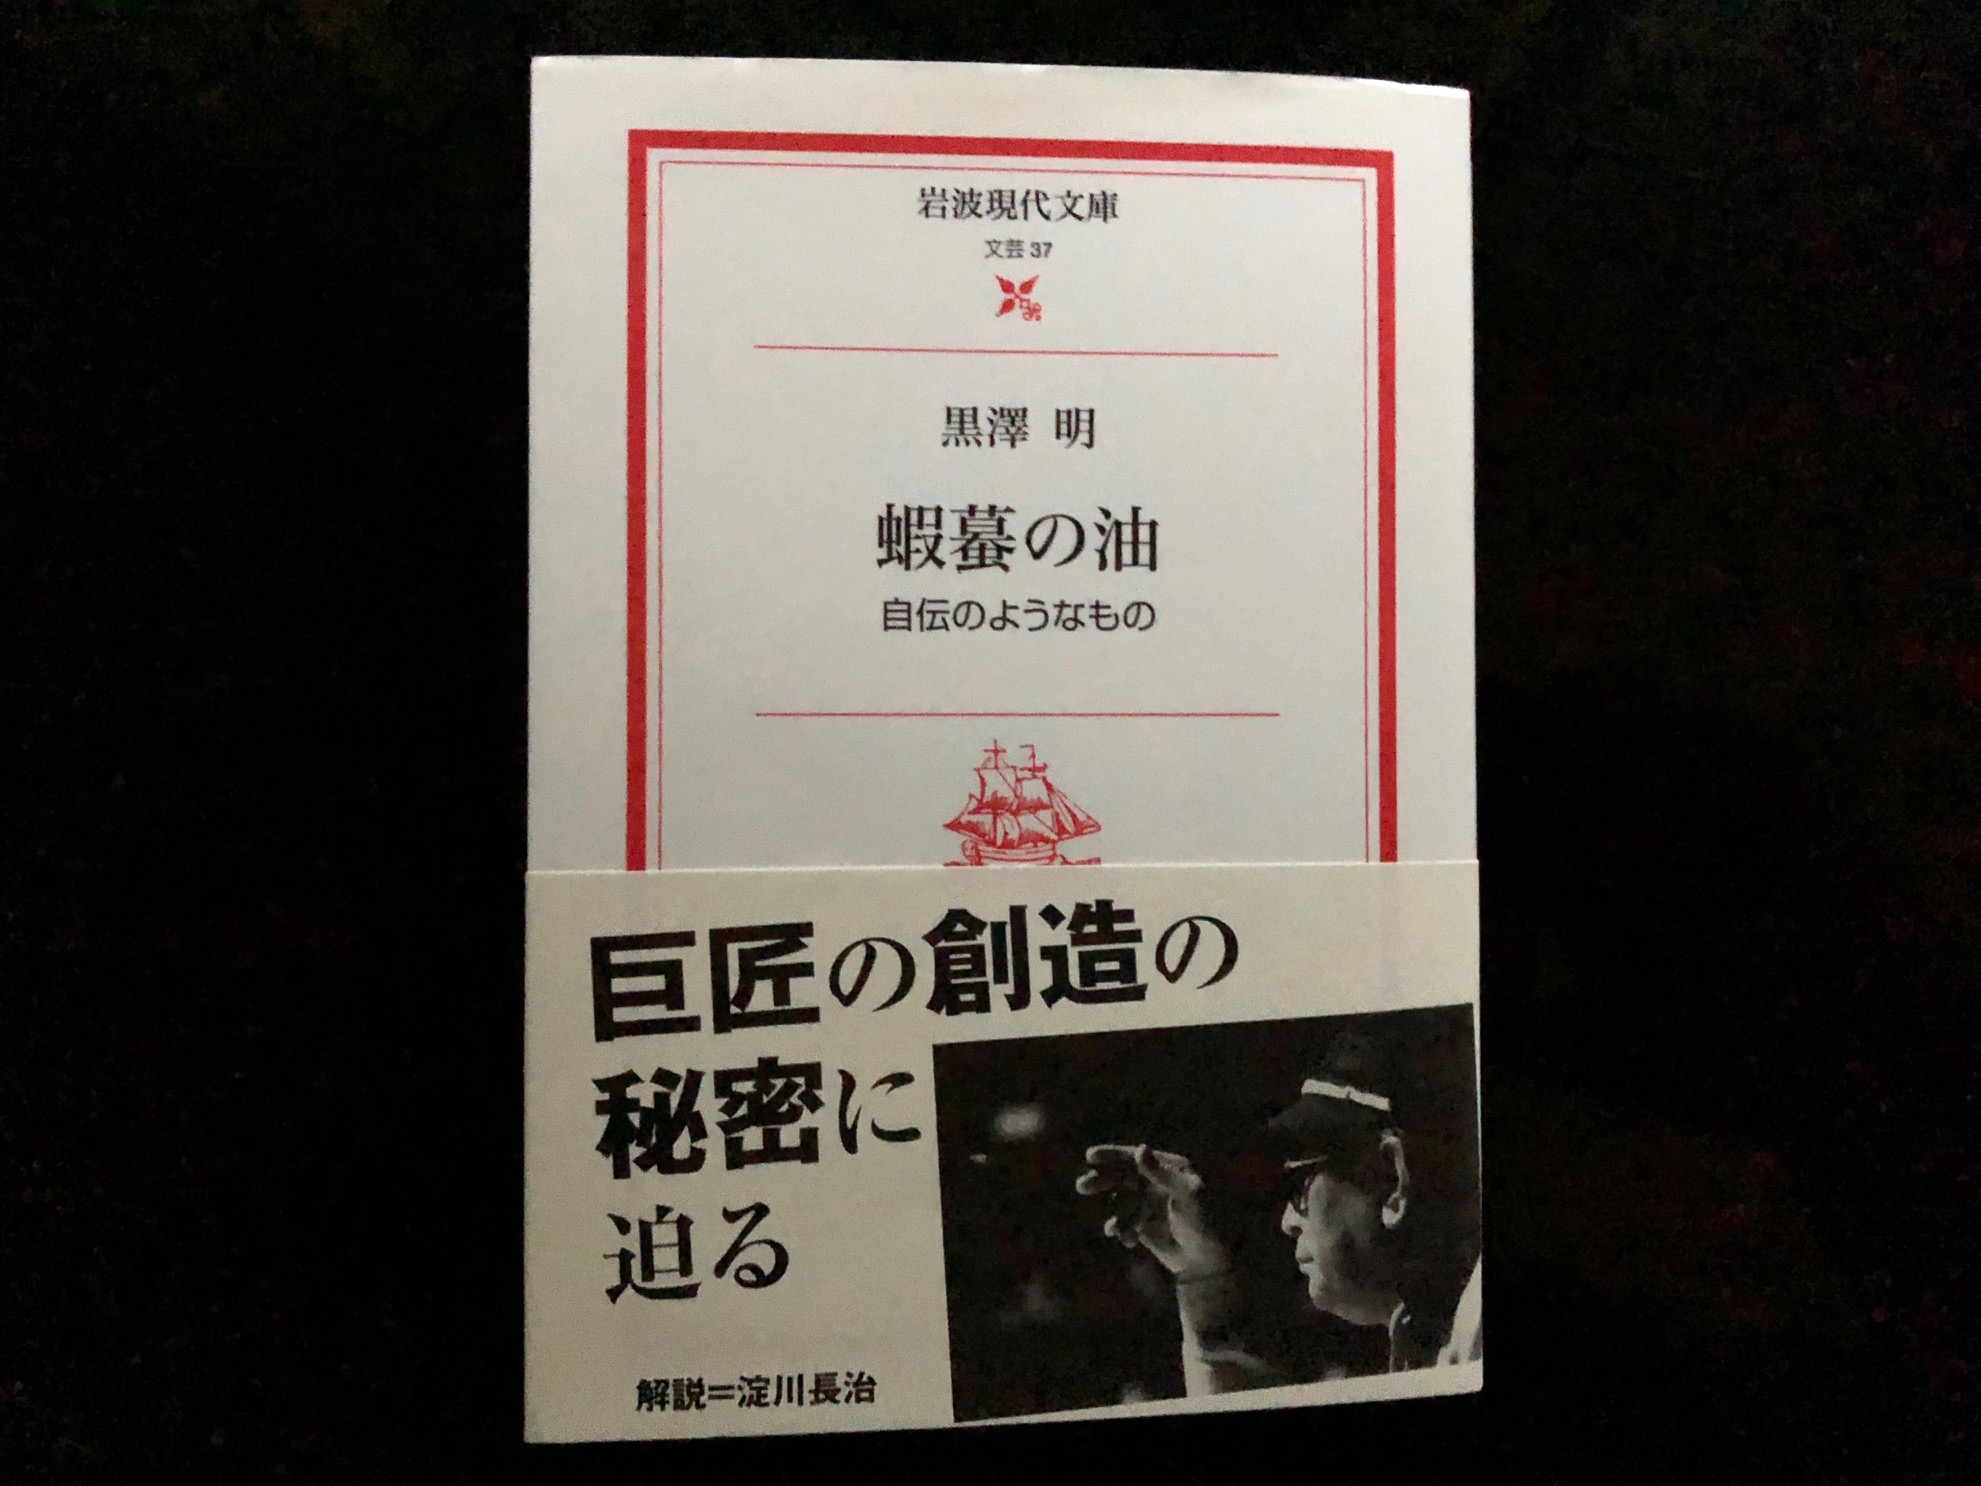 岩波現代文庫
文芸 37
黒澤 明
蝦蟇の油
自伝のようなもの
巨匠の創造の
秘密に
迫る
解説=淀川長治